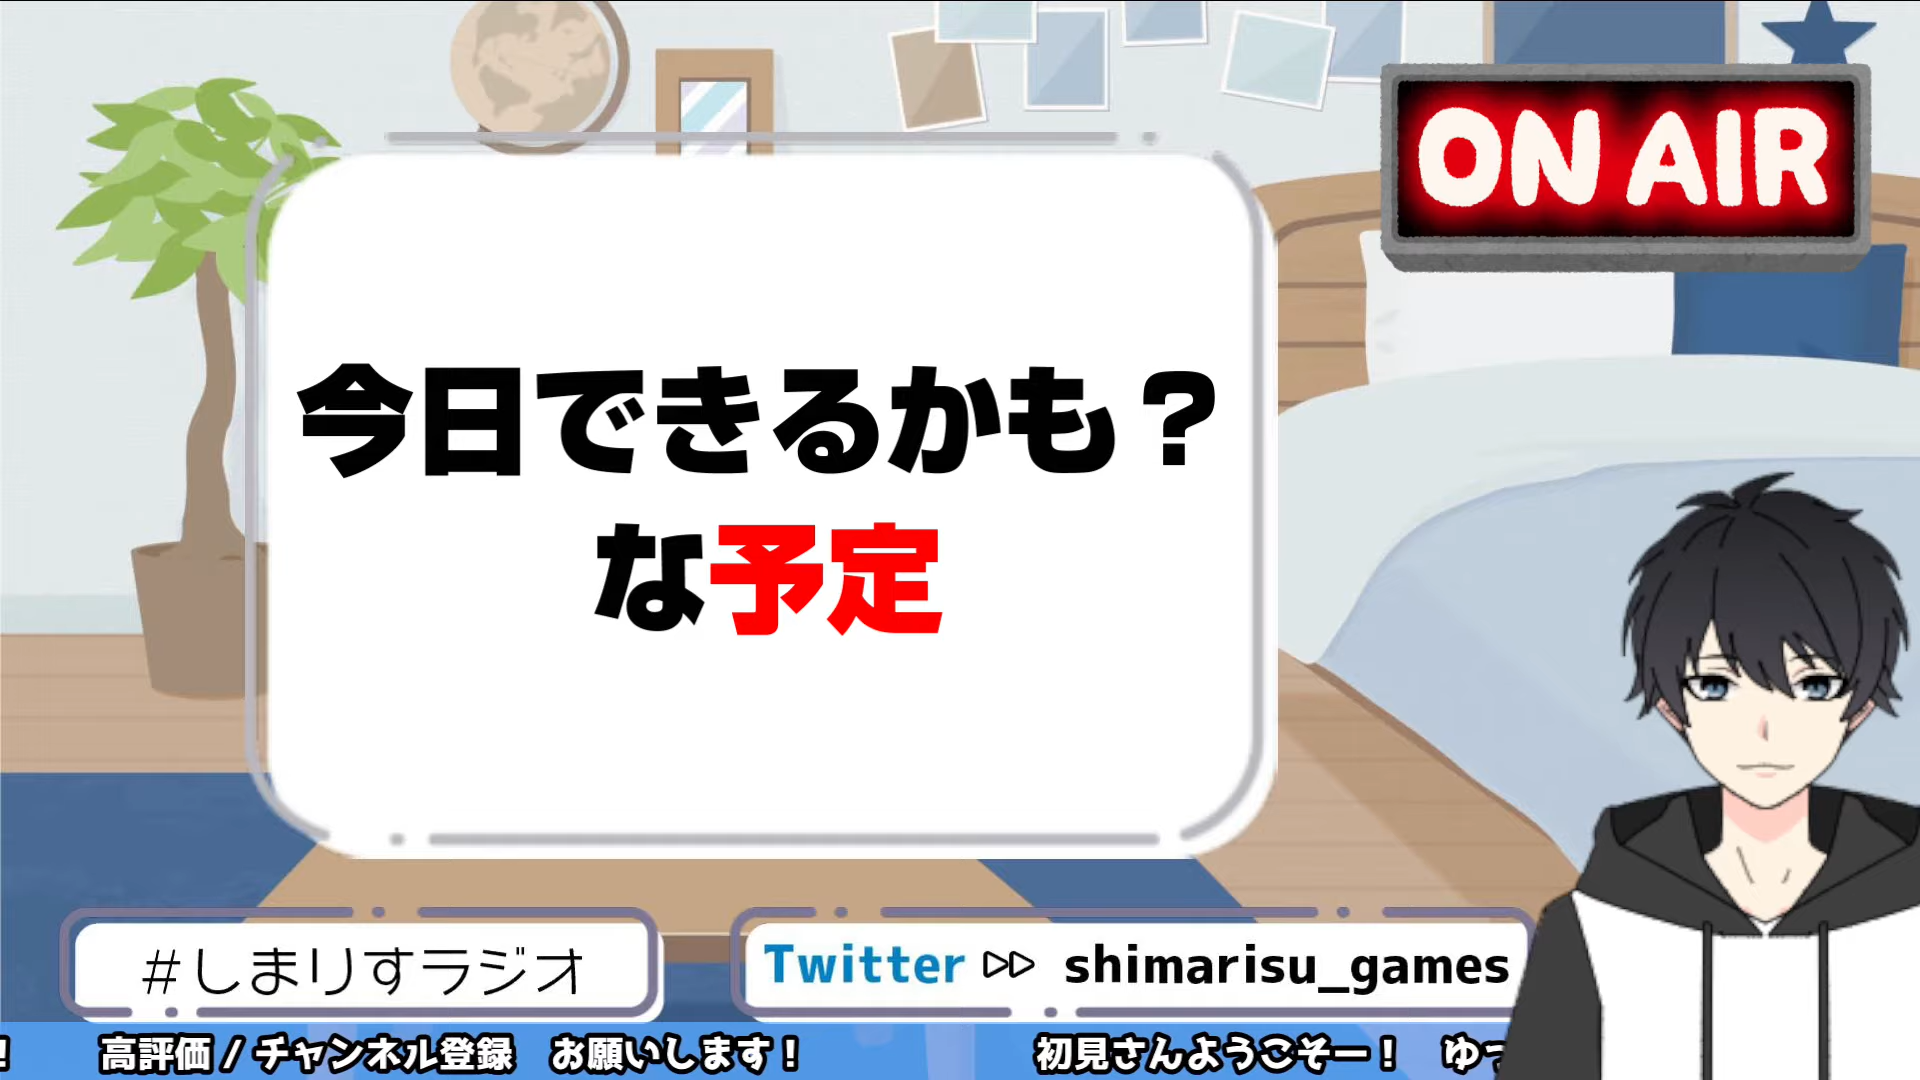 ON AIR
今日できるかも？
な予定
#しまりすラジオ
Twitter ▷▷ shimarisu_games
！ 高評価 / チャンネル登録 お願いします！ 初見さんようこそー！ ゆっ